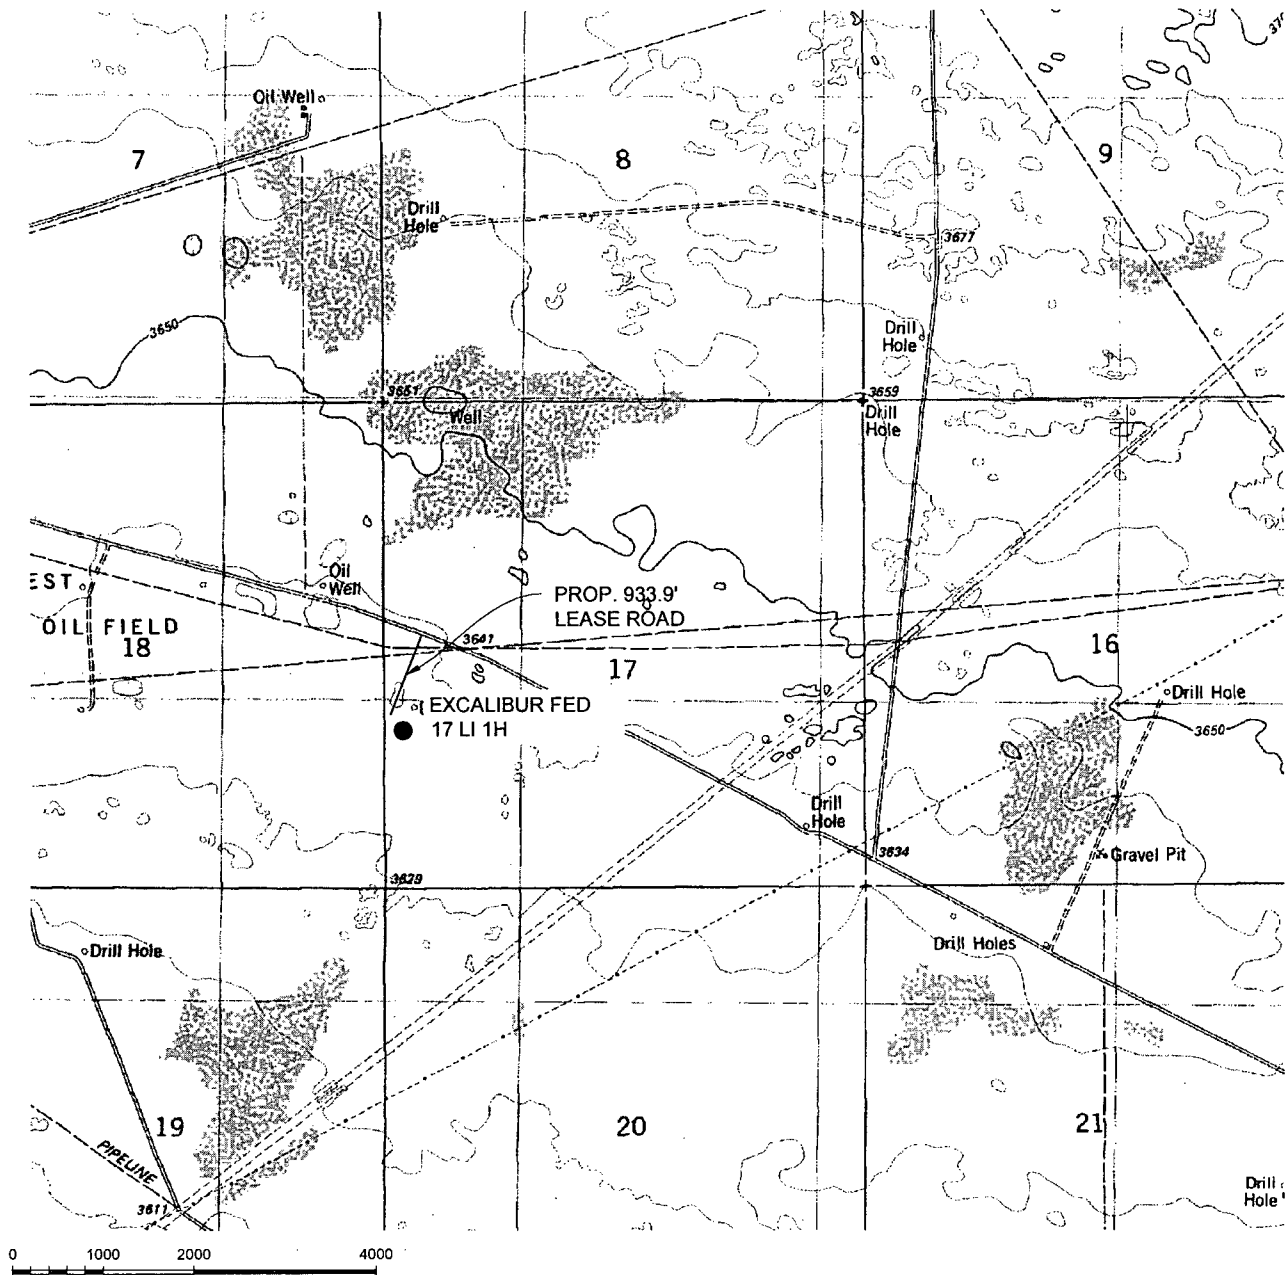 Oil Well
7
8
9
Drill
Hole
3677
3650
Drill
Hole
3651
Well
3659
Drill
Hole
EST
Oil
Well
PROP. 933.9'
LEASE ROAD
OIL FIELD
18
3641
17
16
EXCALIBUR FED
17 LI 1H
Drill Hole
3650
Drill
Hole
3634
Gravel Pit
3629
Drill Hole
Drill Holes
19
20
21
PIPELINE
3611
Drill
Hole
0 1000 2000 4000